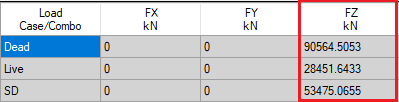 Load Case/Combo FX kN FY kN FZ kN
Dead 0 0 90564.5053
Live 0 0 28451.6433
SD 0 0 53475.0655